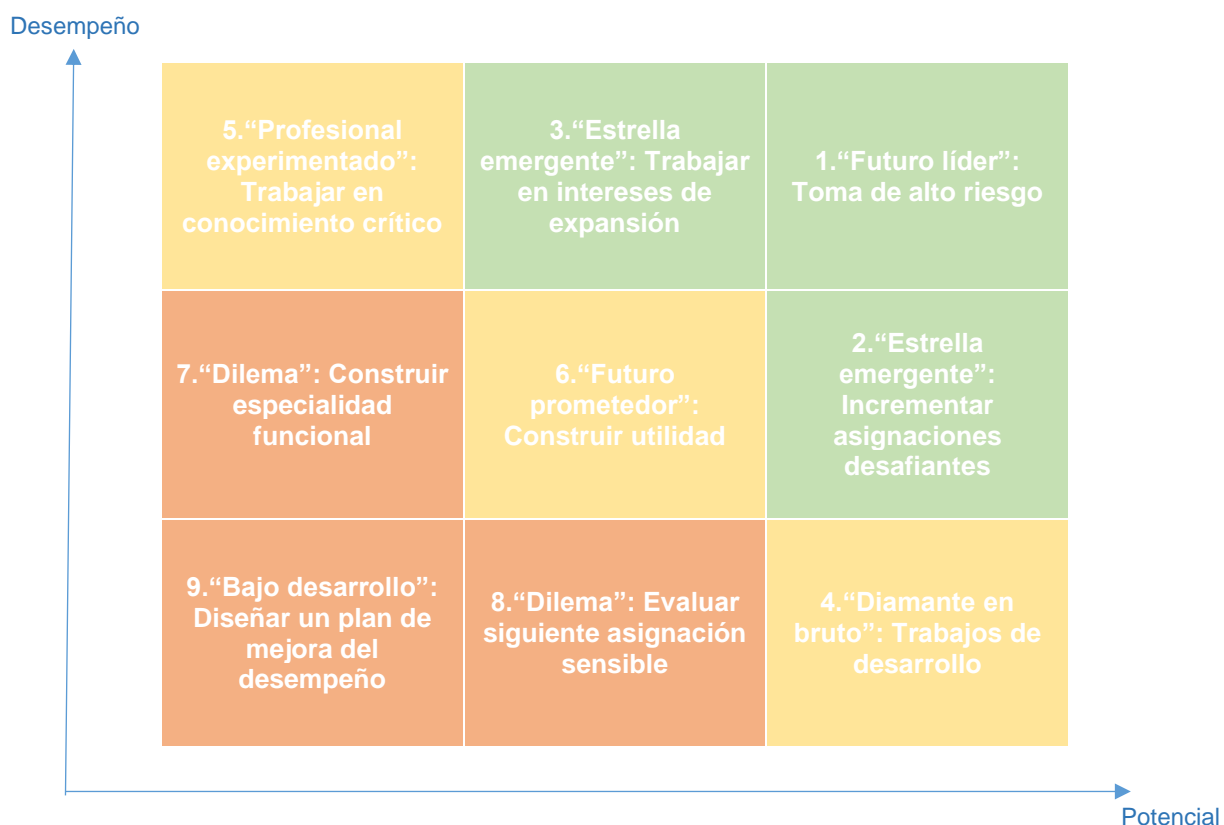 Desempeño
5.“Profesional
experimentado”:
Trabajar en
conocimiento crítico
3.“Estrella
emergente”: Trabajar
en intereses de
expansión
1.“Futuro líder”:
Toma de alto riesgo
7.“Dilema”: Construir
especialidad
funcional
6.“Futuro
prometedor”:
Construir utilidad
2.“Estrella
emergente”:
Incrementar
asignaciones
desafiantes
9.“Bajo desarrollo”:
Diseñar un plan de
mejora del
desempeño
8.“Dilema”: Evaluar
siguiente asignación
sensible
4.“Diamante en
bruto”: Trabajos de
desarrollo
Potencial